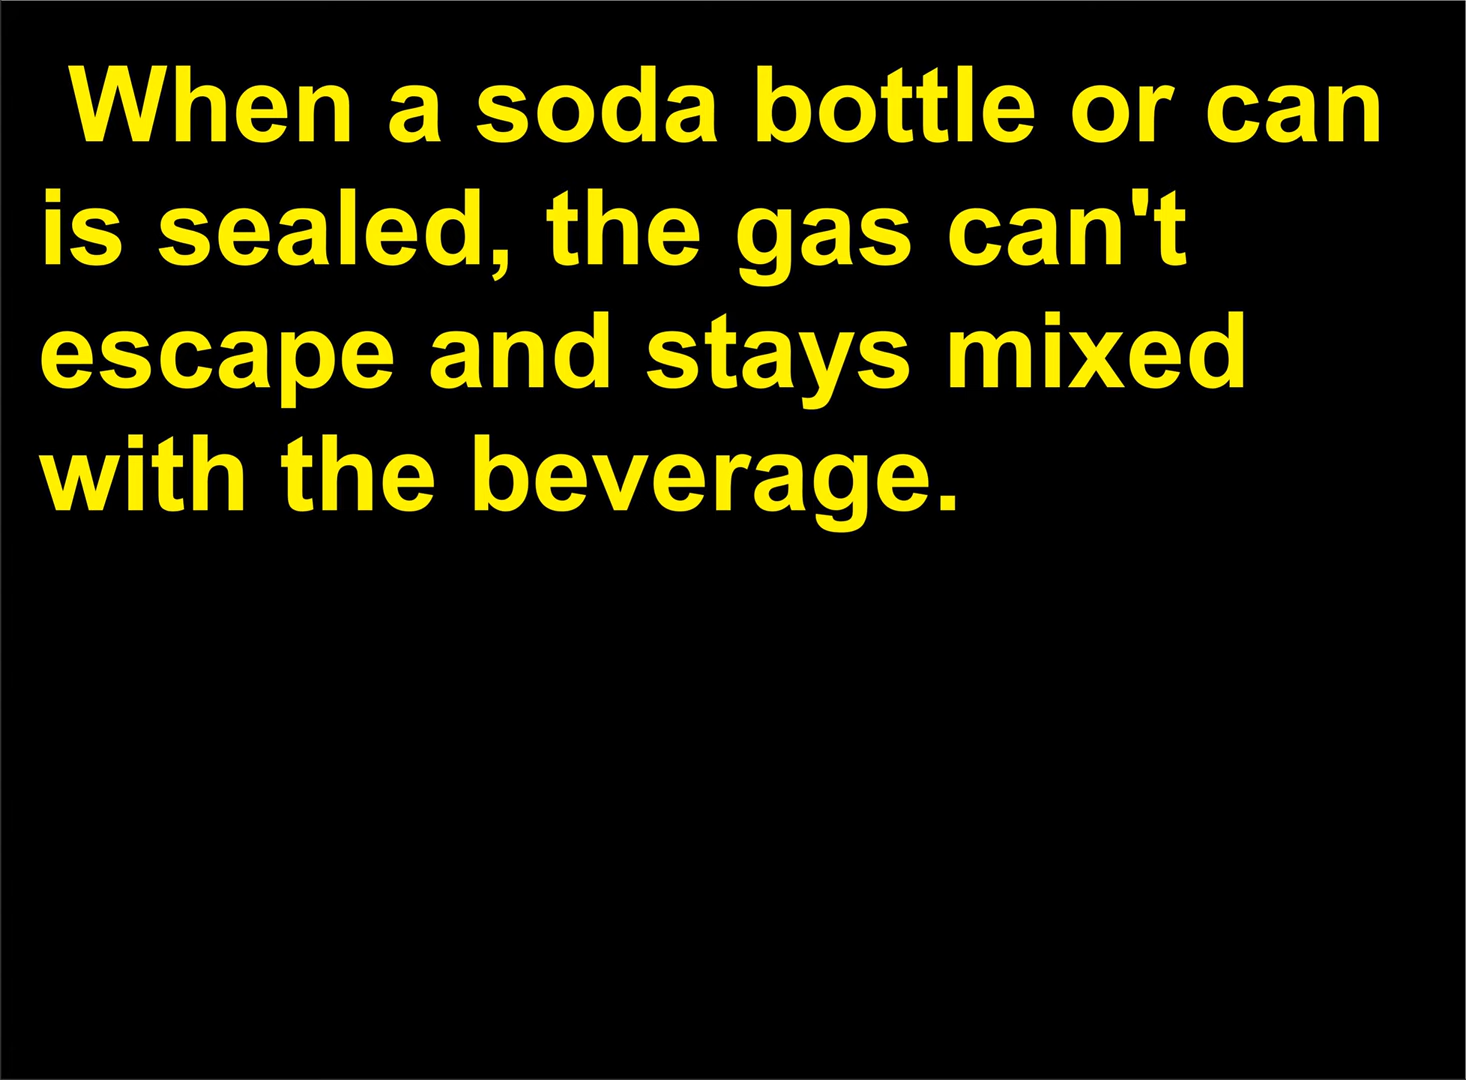 When a soda bottle or can
is sealed, the gas can't
escape and stays mixed
with the beverage.